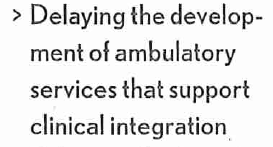 > Delaying the develop-
ment of ambulatory
services that support
clinical integration